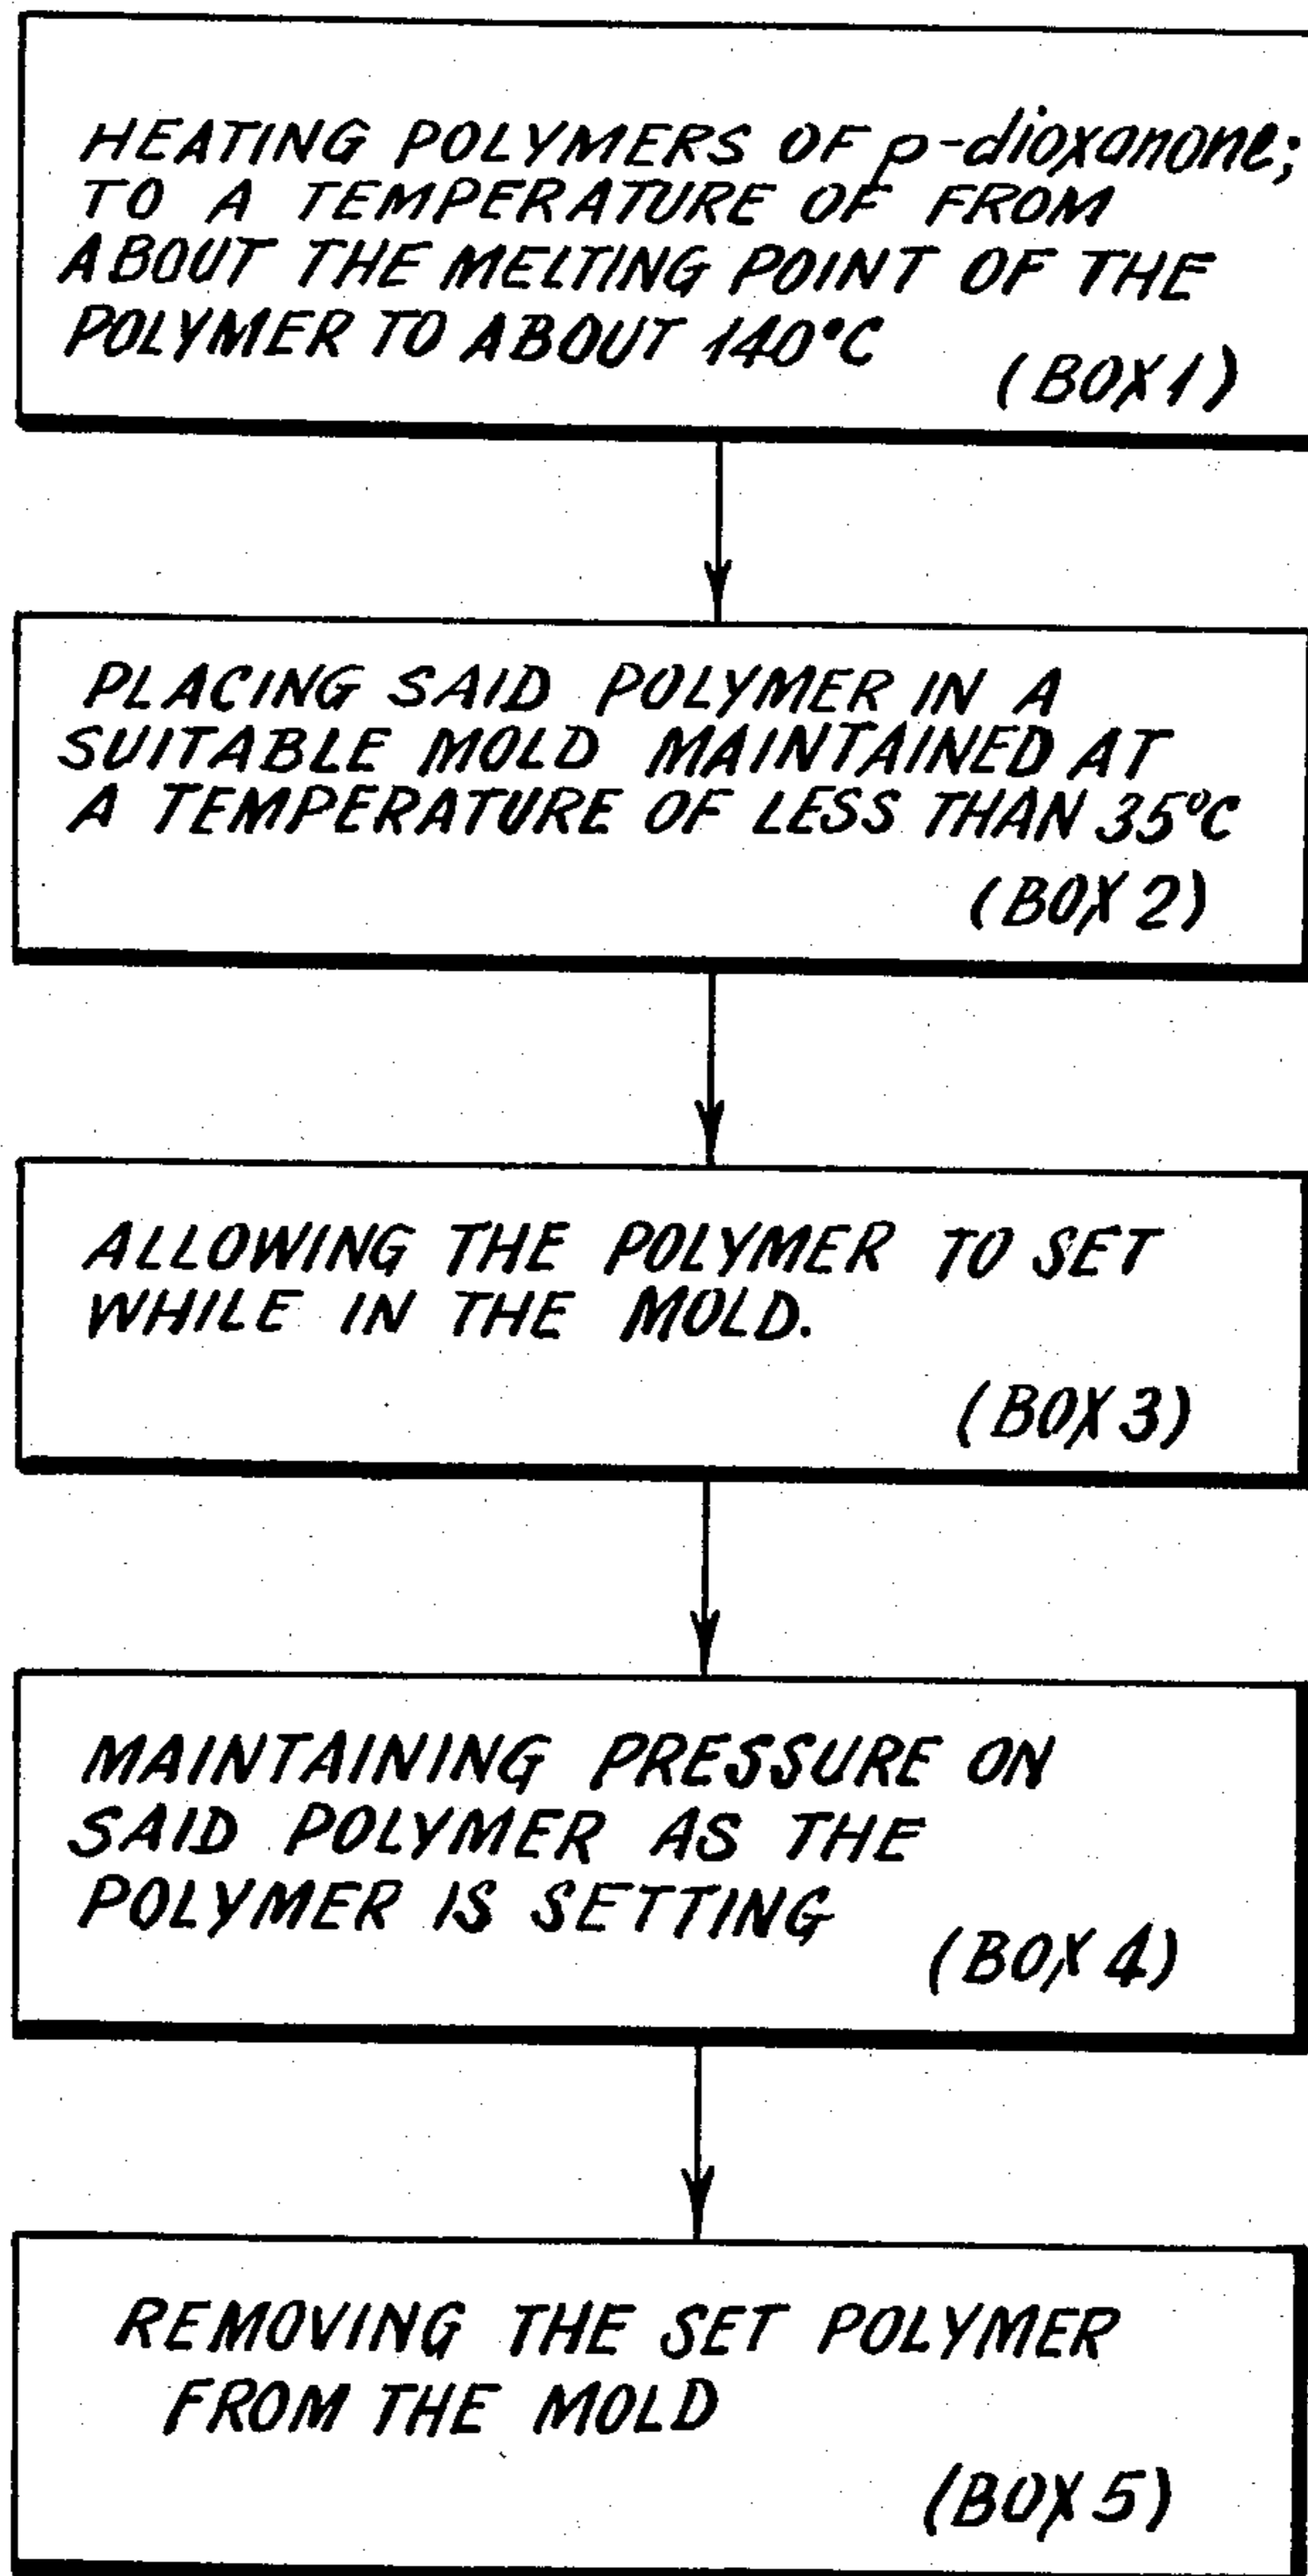 HEATING POLYMERS OF p-dioxanone;
TO A TEMPERATURE OF FROM
ABOUT THE MELTING POINT OF THE
POLYMER TO ABOUT 140°C
(BOX 1)
PLACING SAID POLYMER IN A
SUITABLE MOLD MAINTAINED AT
A TEMPERATURE OF LESS THAN 35°C
(BOX 2)
ALLOWING THE POLYMER TO SET
WHILE IN THE MOLD.
(BOX 3)
MAINTAINING PRESSURE ON
SAID POLYMER AS THE
POLYMER IS SETTING
(BOX 4)
REMOVING THE SET POLYMER
FROM THE MOLD
(BOX 5)